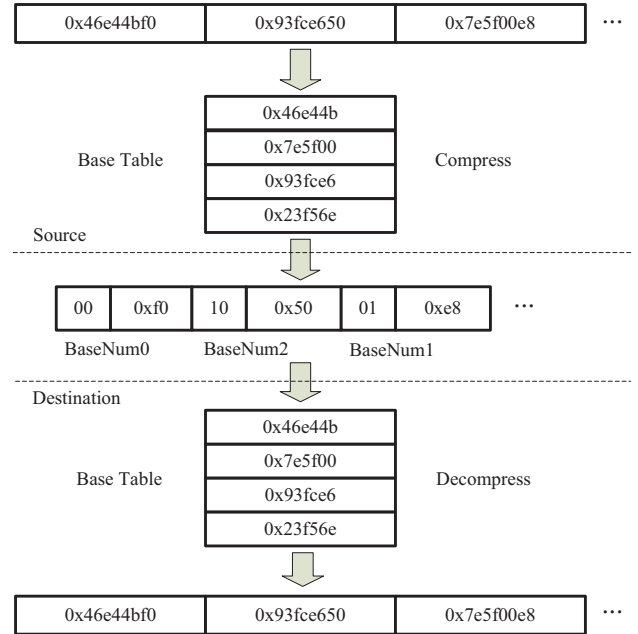 0x46e44bf0 0x93fce650 0x7e5f00e8 ...
0x46e44b
0x7e5f00
Base Table Compress
0x93fce6
0x23f56e
Source
00 0xf0 10 0x50 01 0xe8 ...
BaseNum0 BaseNum2 BaseNum1
Destination
0x46e44b
0x7e5f00
Base Table Decompress
0x93fce6
0x23f56e
0x46e44bf0 0x93fce650 0x7e5f00e8 ...